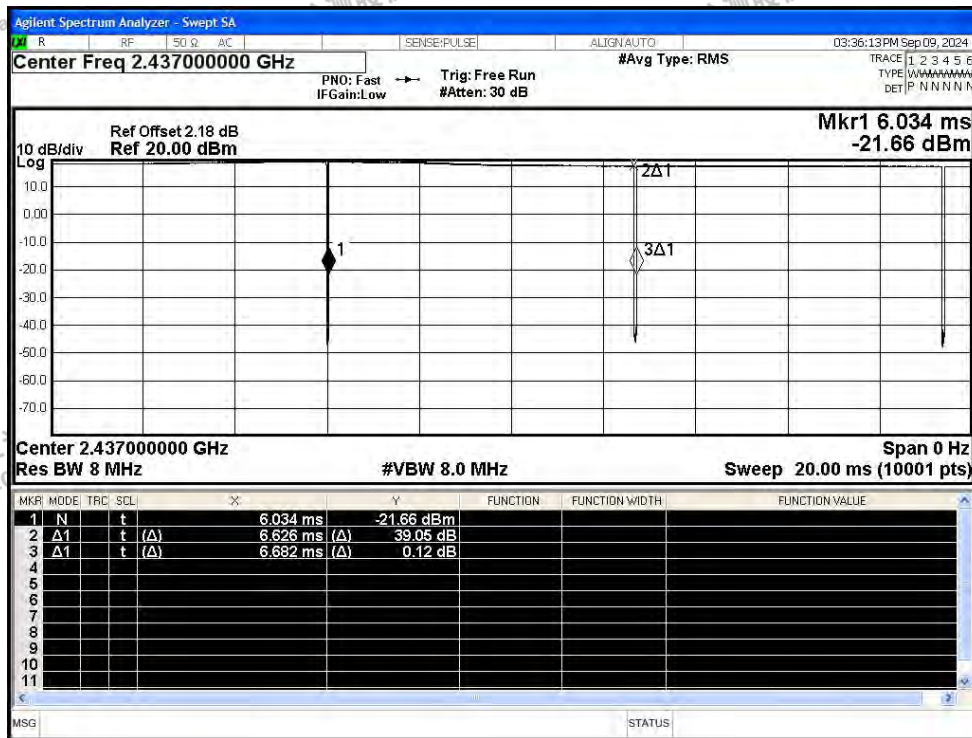 Agilent Spectrum Analyzer - Swept SA
LXI R RF 50 Ω AC SENSE:PULSE ALIGN AUTO 03:36:13 PM Sep 09, 2024
Center Freq 2.437000000 GHz
PNO: Fast
IFGain:Low
Trig: Free Run
#Atten: 30 dB
#Avg Type: RMS
TRACE 1 2 3 4 5 6
TYPE
DET P N N N N N
Mkr1 6.034 ms
-21.66 dBm
Ref Offset 2.18 dB
10 dB/div Ref 20.00 dBm
Log
2Δ1
10.0
0.00
-10.0
1
3Δ1
-20.0
-30.0
-40.0
-50.0
-60.0
-70.0
Center 2.437000000 GHz Span 0 Hz
Res BW 8 MHz #VBW 8.0 MHz Sweep 20.00 ms (10001 pts)
MKR MODE TRC SCL X Y FUNCTION FUNCTION WIDTH FUNCTION VALUE
1 N t 6.034 ms -21.66 dBm
2 Δ1 t (Δ) 6.626 ms (Δ) 39.05 dB
3 Δ1 t (Δ) 6.682 ms (Δ) 0.12 dB
4
5
6
7
8
9
10
11
MSG STATUS